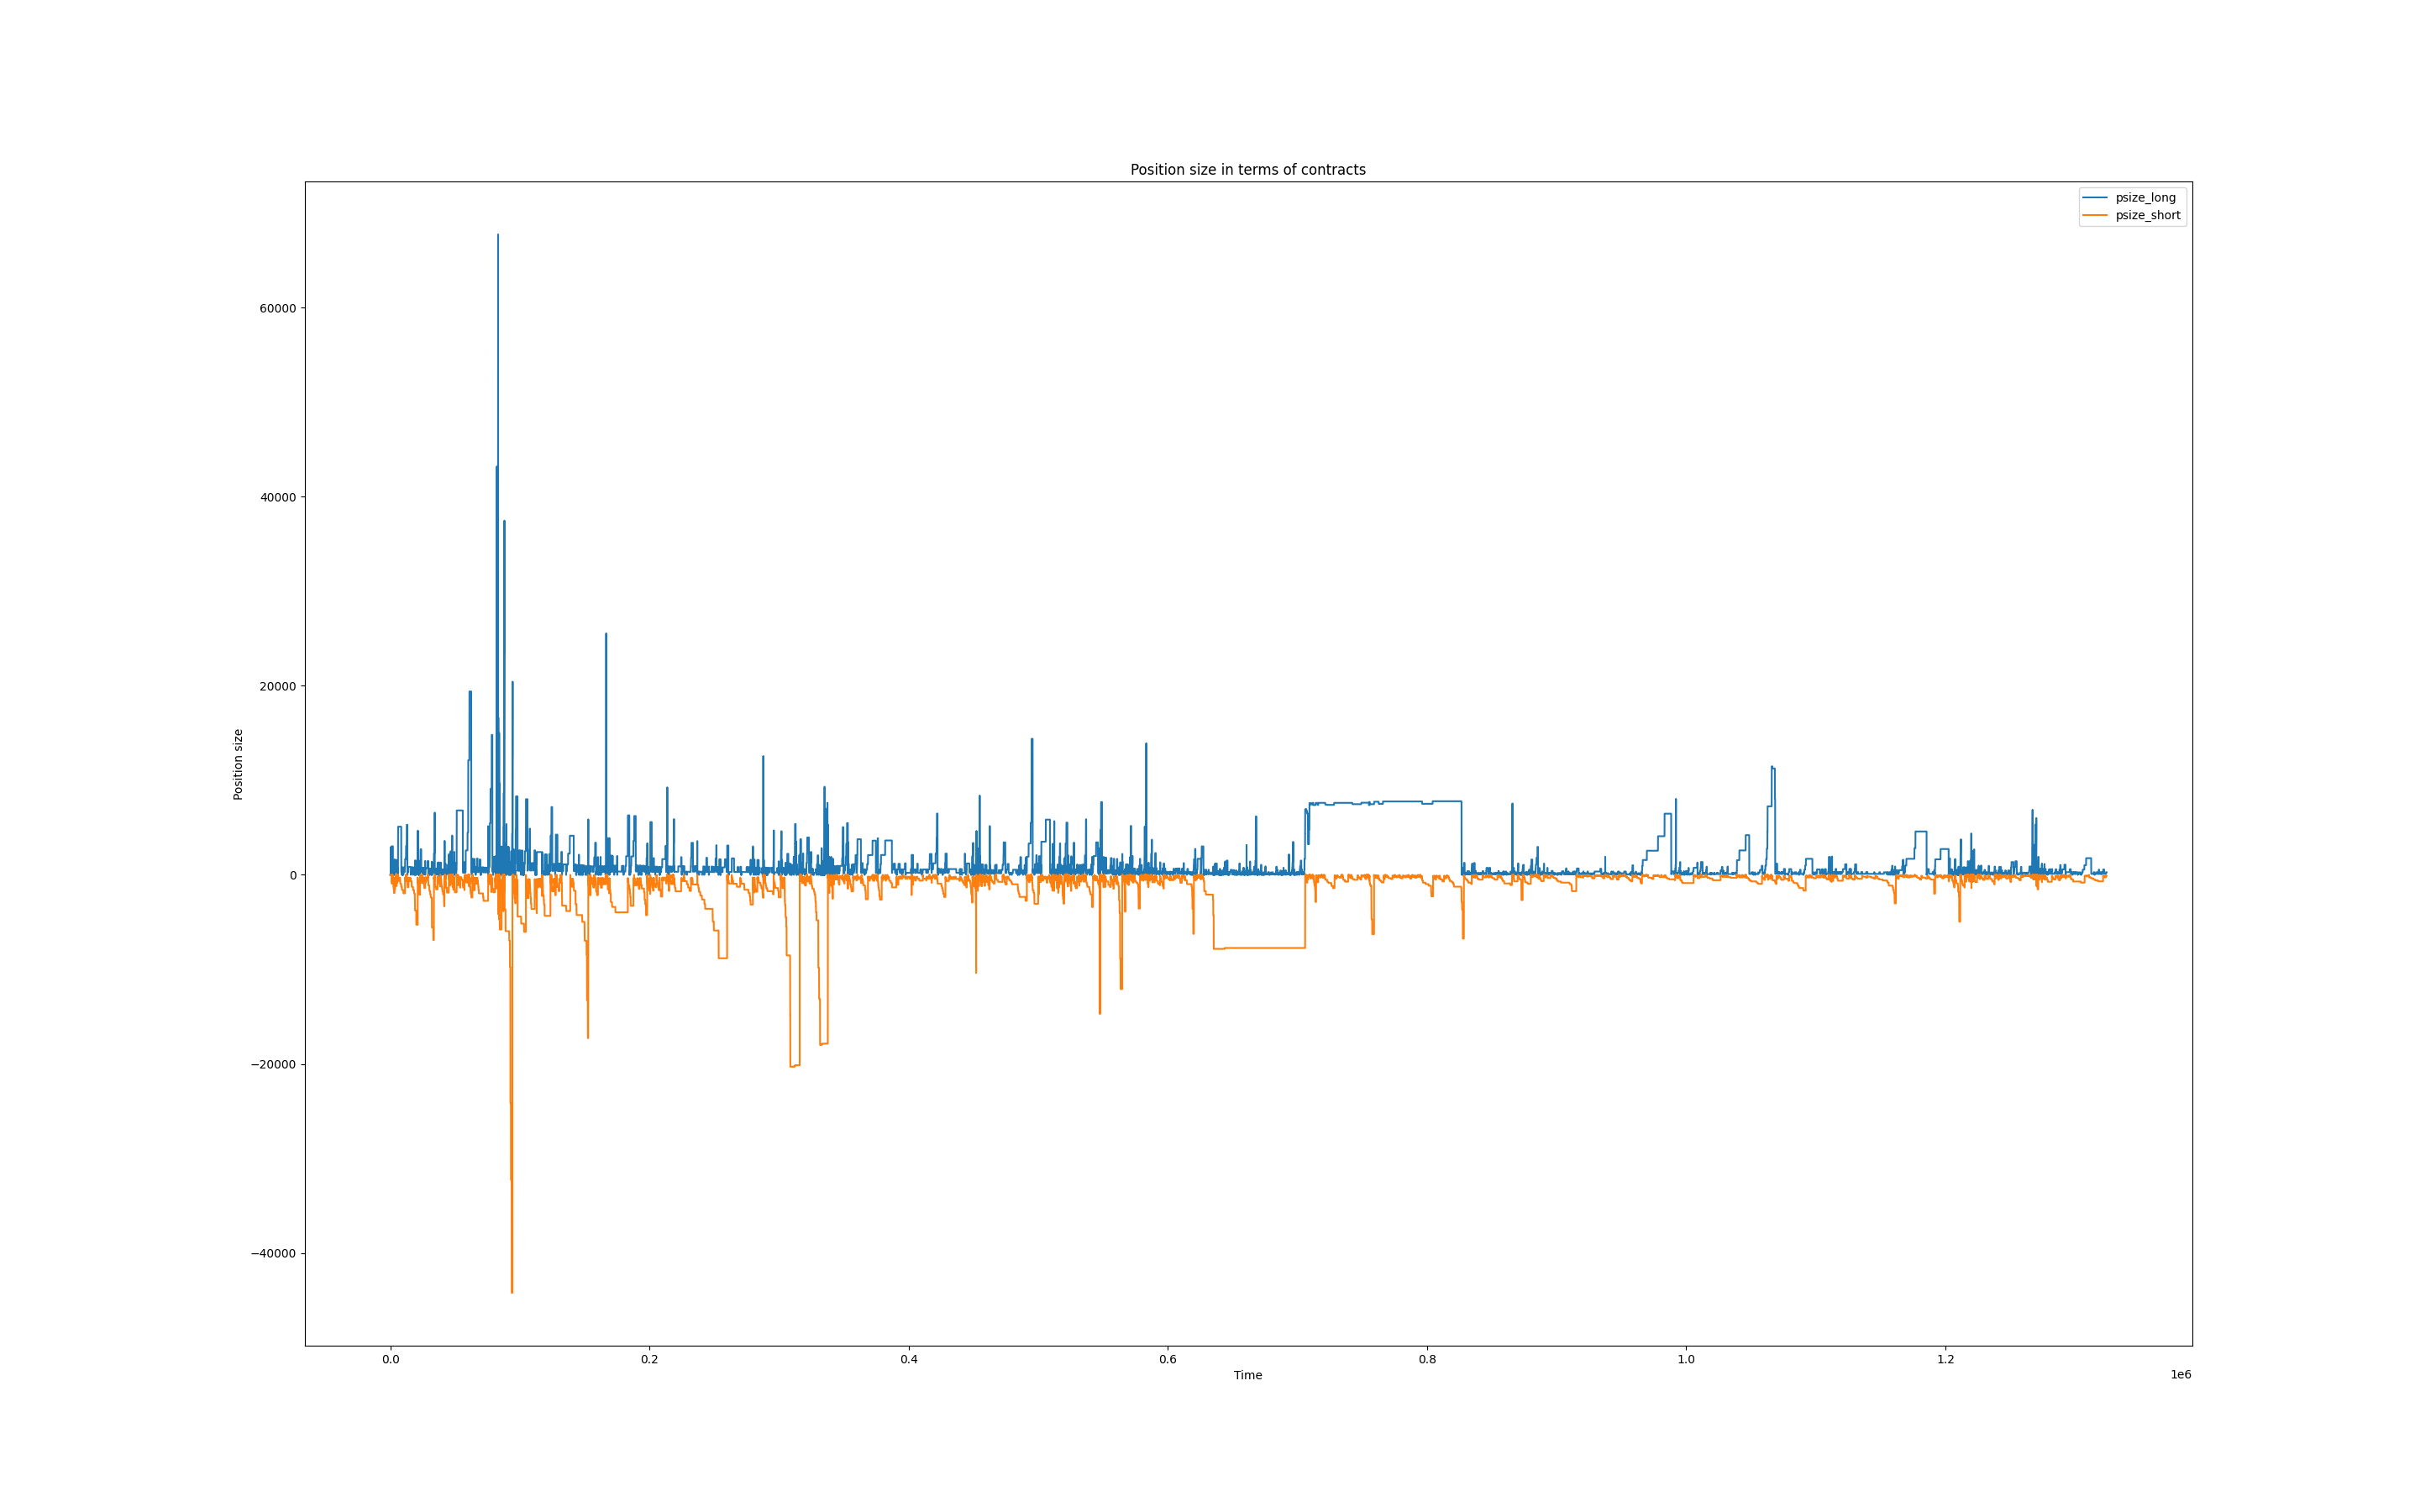 Position size in terms of contracts
psize_long
psize_short
60000
40000
20000
0
−20000
−40000
Position size
0.0 0.2 0.4 0.6 0.8 1.0 1.2
1e6
Time